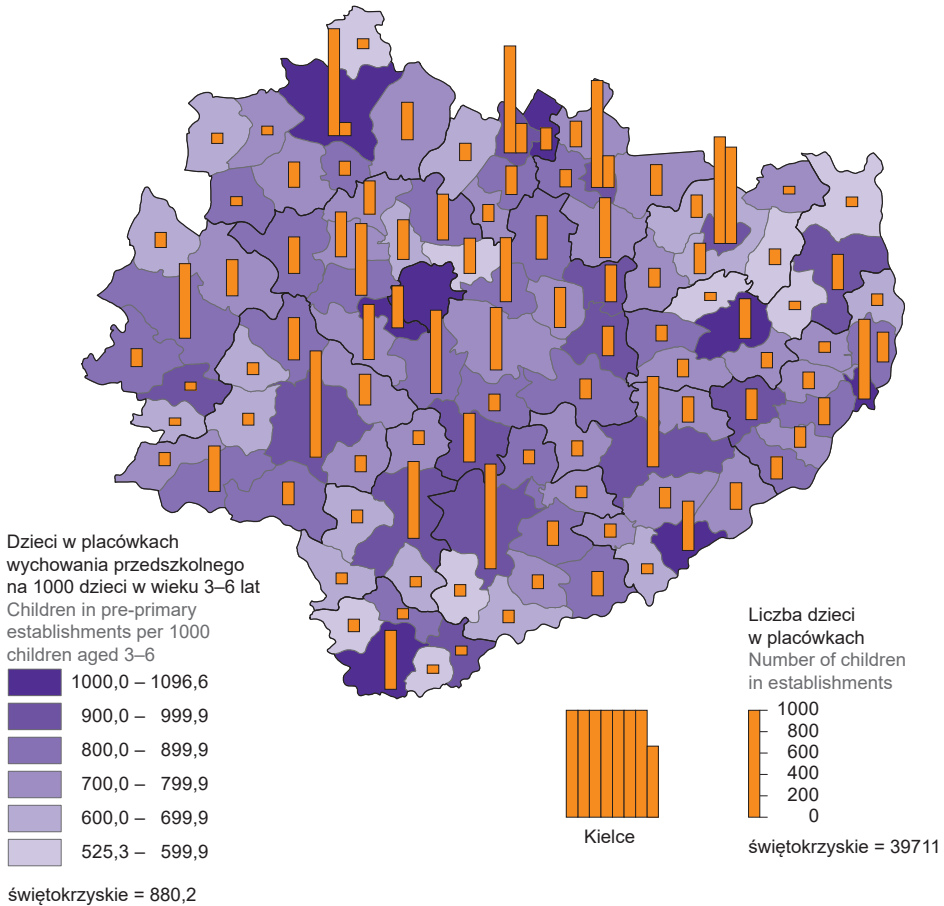 Dzieci w placówkach
wychowania przedszkolnego
na 1000 dzieci w wieku 3–6 lat
Children in pre-primary
establishments per 1000
children aged 3–6
1000,0 – 1096,6
900,0 – 999,9
800,0 – 899,9
700,0 – 799,9
600,0 – 699,9
525,3 – 599,9
świętokrzyskie = 880,2
Kielce
Liczba dzieci
w placówkach
Number of children
in establishments
1000
800
600
400
200
0
świętokrzyskie = 39711